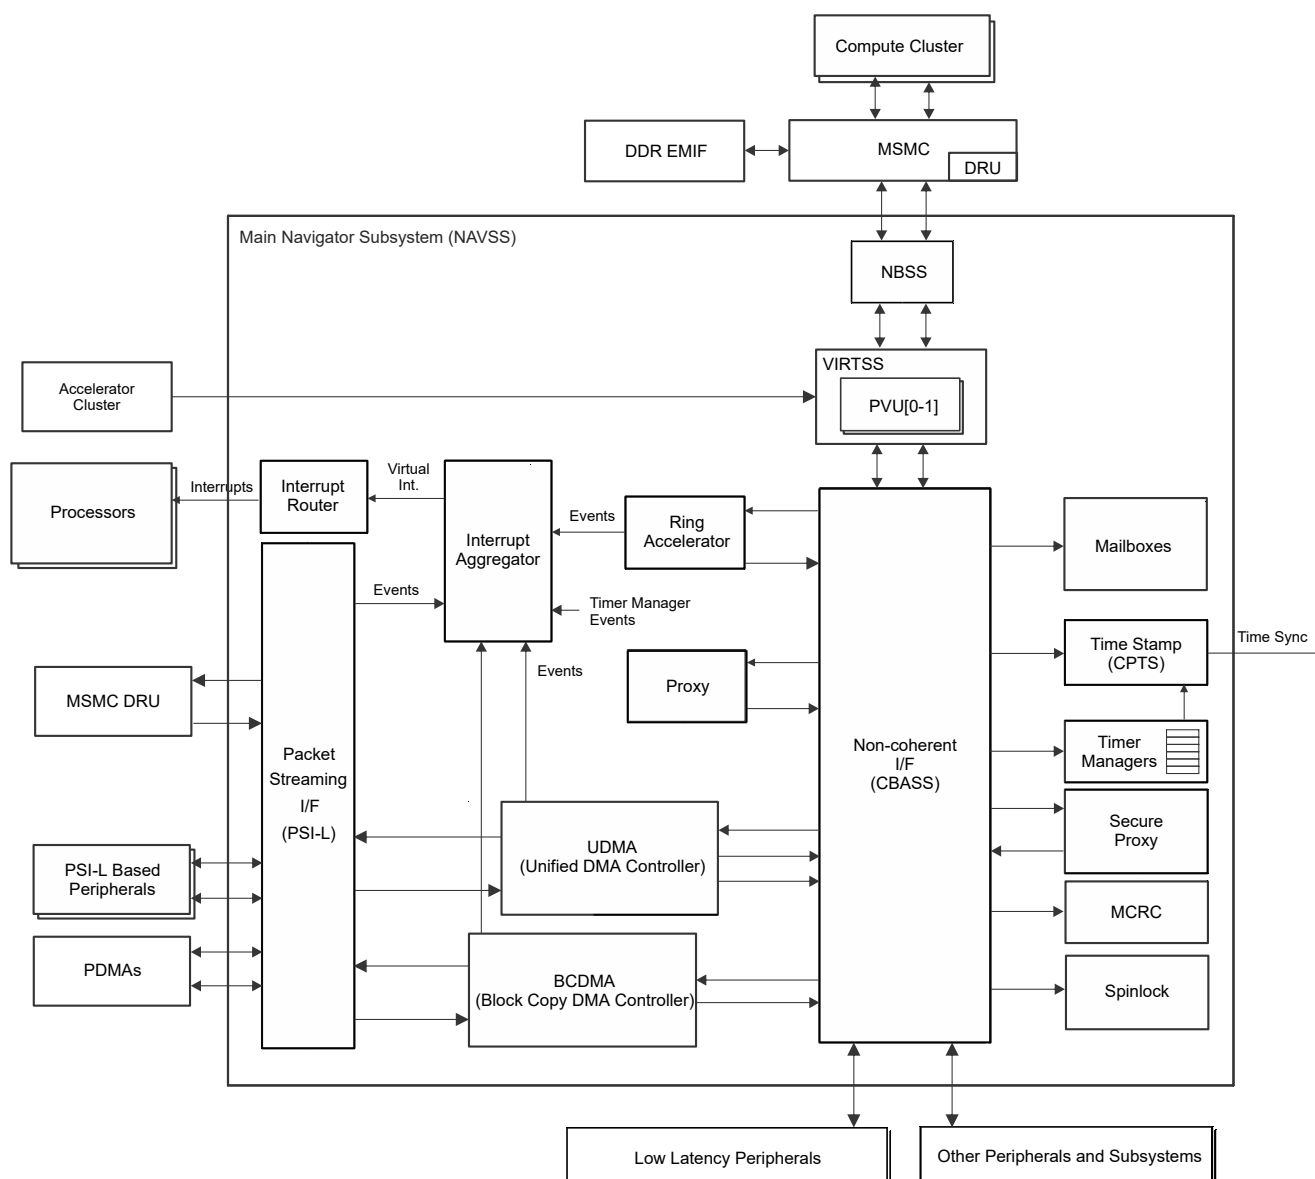 Compute Cluster
DDR EMIF
MSMC
DRU
Main Navigator Subsystem (NAVSS)
NBSS
VIRTSS
PVU[0-1]
Accelerator
Cluster
Processors
Interrupts
Interrupt
Router
Virtual
Int.
Interrupt
Aggregator
Events
Ring
Accelerator
Events
Timer Manager
Events
Events
Proxy
Mailboxes
Time Stamp
(CPTS)
Time Sync
MSMC DRU
Packet
Streaming
I/F
(PSI-L)
Non-coherent
I/F
(CBASS)
Timer
Managers
Secure
Proxy
UDMA
(Unified DMA Controller)
PSI-L Based
Peripherals
MCRC
PDMAs
BCDMA
(Block Copy DMA Controller)
Spinlock
Low Latency Peripherals
Other Peripherals and Subsystems